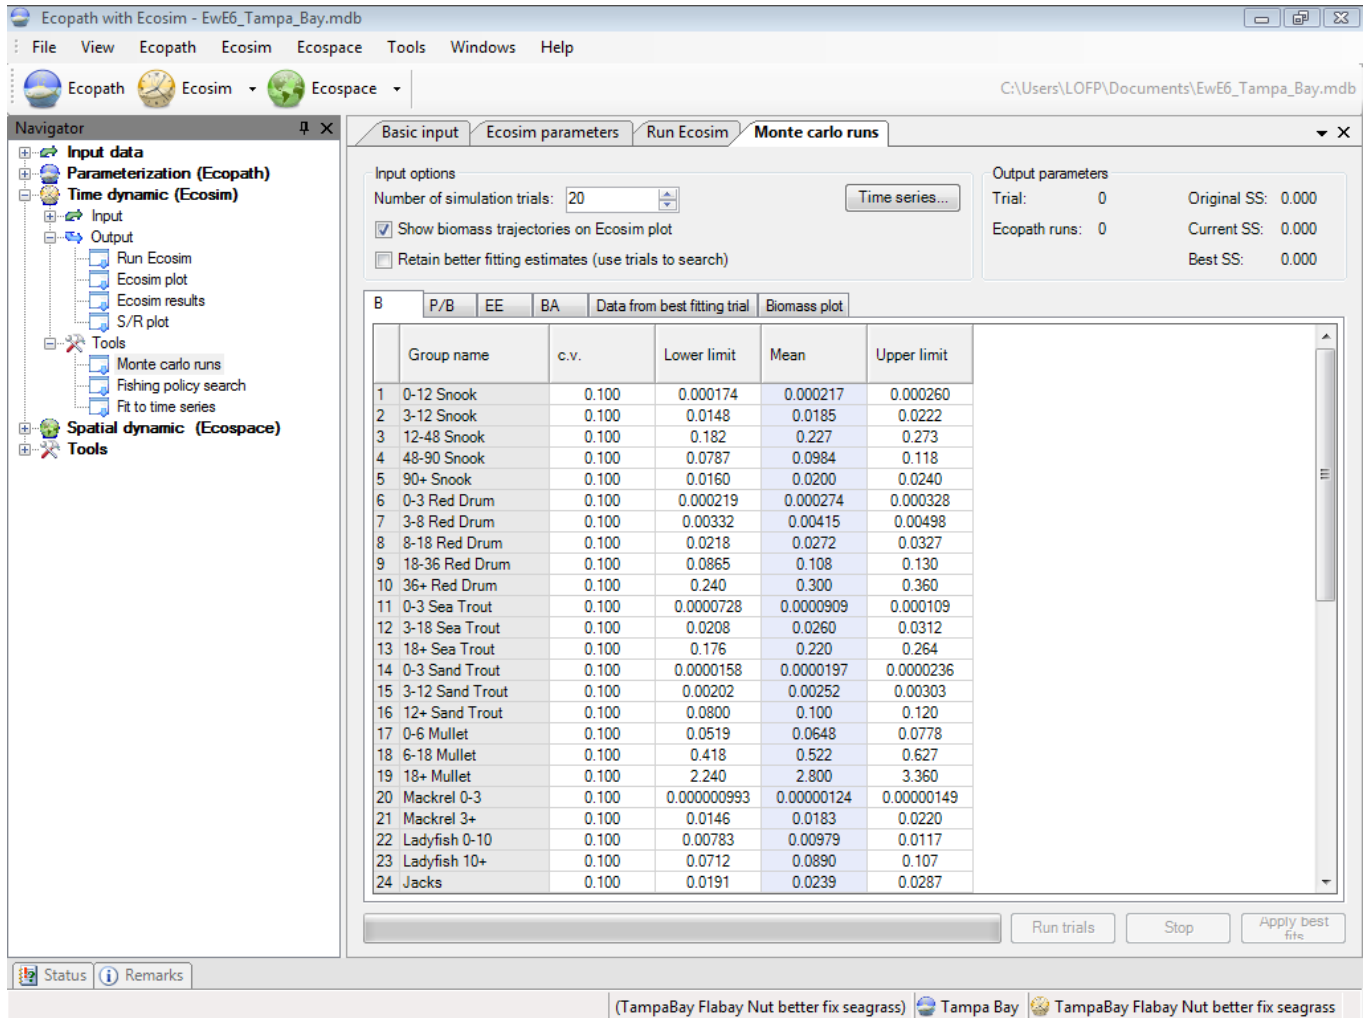 Ecopath with Ecosim - EwE6_Tampa_Bay.mdb
File View Ecopath Ecosim Ecospace Tools Windows Help
Ecopath Ecosim Ecospace C:\Users\LOFP\Documents\EwE6_Tampa_Bay.mdb
Navigator
Input data
Parameterization (Ecopath)
Time dynamic (Ecosim)
Input
Output
Run Ecosim
Ecosim plot
Ecosim results
S/R plot
Tools
Monte carlo runs
Fishing policy search
Fit to time series
Spatial dynamic (Ecospace)
Tools
Basic input Ecosim parameters Run Ecosim Monte carlo runs
Input options
Number of simulation trials: 20 Time series...
Show biomass trajectories on Ecosim plot
Retain better fitting estimates (use trials to search)
Output parameters
Trial: 0 Original SS: 0.000
Ecopath runs: 0 Current SS: 0.000
Best SS: 0.000
B P/B EE BA Data from best fitting trial Biomass plot
Group name c.v. Lower limit Mean Upper limit
1 0-12 Snook 0.100 0.000174 0.000217 0.000260
2 3-12 Snook 0.100 0.0148 0.0185 0.0222
3 12-48 Snook 0.100 0.182 0.227 0.273
4 48-90 Snook 0.100 0.0787 0.0984 0.118
5 90+ Snook 0.100 0.0160 0.0200 0.0240
6 0-3 Red Drum 0.100 0.000219 0.000274 0.000328
7 3-8 Red Drum 0.100 0.00332 0.00415 0.00498
8 8-18 Red Drum 0.100 0.0218 0.0272 0.0327
9 18-36 Red Drum 0.100 0.0865 0.108 0.130
10 36+ Red Drum 0.100 0.240 0.300 0.360
11 0-3 Sea Trout 0.100 0.0000728 0.0000909 0.000109
12 3-18 Sea Trout 0.100 0.0208 0.0260 0.0312
13 18+ Sea Trout 0.100 0.176 0.220 0.264
14 0-3 Sand Trout 0.100 0.0000158 0.0000197 0.0000236
15 3-12 Sand Trout 0.100 0.00202 0.00252 0.00303
16 12+ Sand Trout 0.100 0.0800 0.100 0.120
17 0-6 Mullet 0.100 0.0519 0.0648 0.0778
18 6-18 Mullet 0.100 0.418 0.522 0.627
19 18+ Mullet 0.100 2.240 2.800 3.360
20 Mackrel 0-3 0.100 0.000000993 0.00000124 0.00000149
21 Mackrel 3+ 0.100 0.0146 0.0183 0.0220
22 Ladyfish 0-10 0.100 0.00783 0.00979 0.0117
23 Ladyfish 10+ 0.100 0.0712 0.0890 0.107
24 Jacks 0.100 0.0191 0.0239 0.0287
Run trials Stop Apply best
fits
Status Remarks
(TampaBay Flabay Nut better fix seagrass) Tampa Bay TampaBay Flabay Nut better fix seagrass